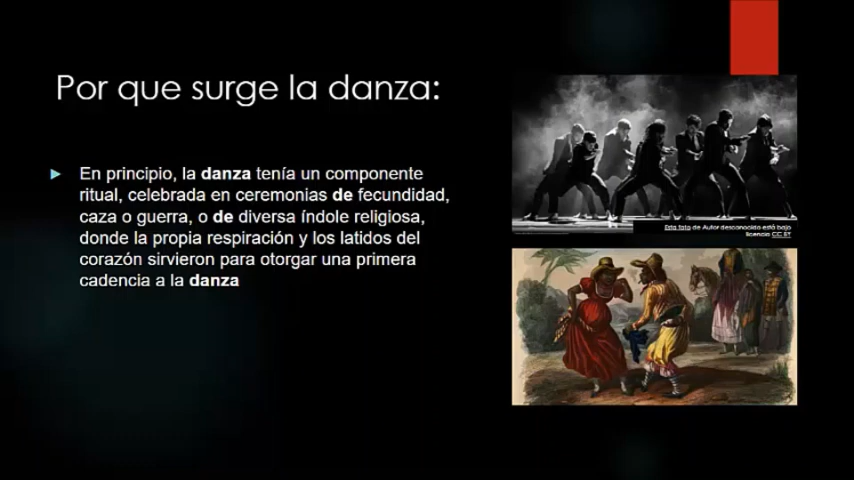 Por que surge la danza:
En principio, la danza tenía un componente
ritual, celebrada en ceremonias de fecundidad,
caza o guerra, o de diversa índole religiosa,
donde la propia respiración y los latidos del
corazón sirvieron para otorgar una primera
cadencia a la danza
Esta foto de Autor desconocido está bajo
licencia CC BY